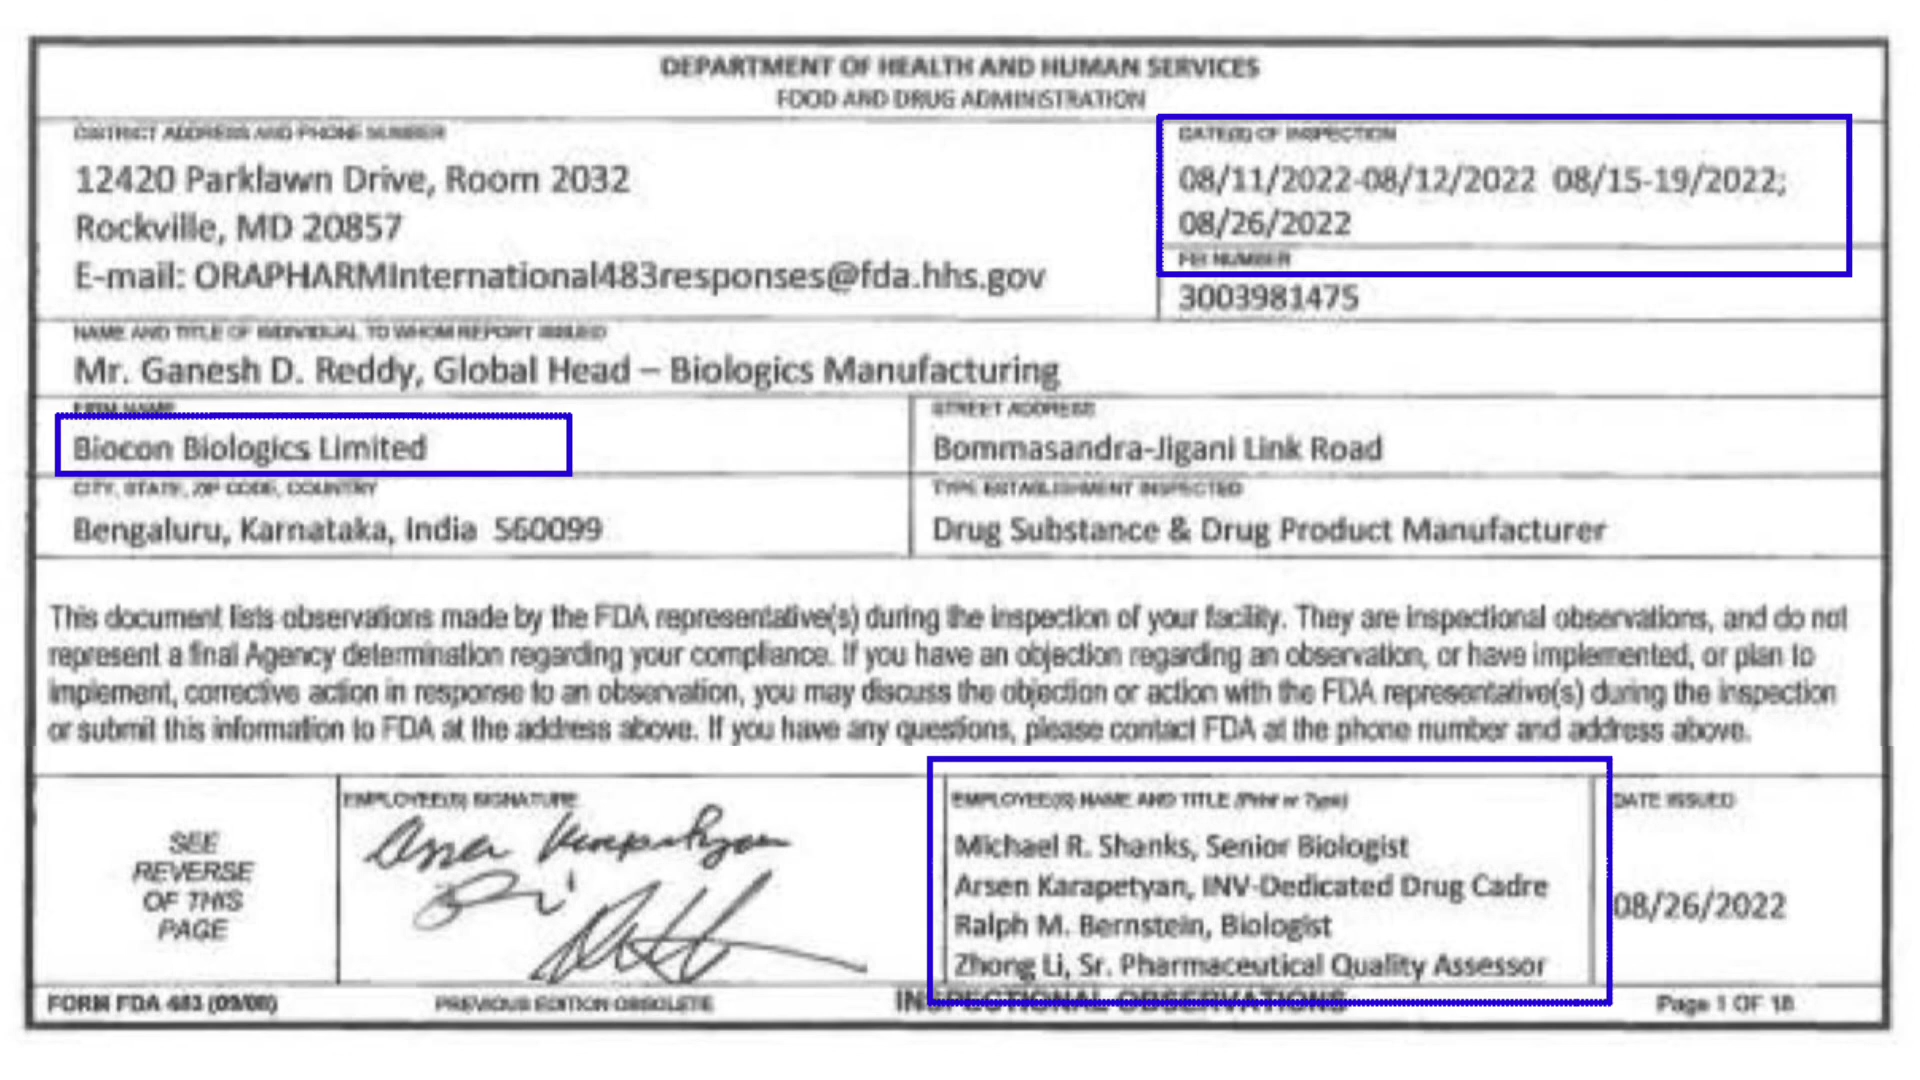 DEPARTMENT OF HEALTH AND HUMAN SERVICES
FOOD AND DRUG ADMINISTRATION
DISTRICT ADDRESS AND PHONE NUMBER
12420 Parklawn Drive, Room 2032
Rockville, MD 20857
E-mail: ORAPHARMInternational483responses@fda.hhs.gov
DATE(S) OF INSPECTION
08/11/2022-08/12/2022 08/15-19/2022;
08/26/2022
FEI NUMBER
3003981475
NAME AND TITLE OF INDIVIDUAL TO WHOM REPORT ISSUED
Mr. Ganesh D. Reddy, Global Head – Biologics Manufacturing
FIRM NAME
Biocon Biologics Limited
STREET ADDRESS
Bommasandra-Jigani Link Road
CITY, STATE, ZIP CODE, COUNTRY
Bengaluru, Karnataka, India 560099
TYPE ESTABLISHMENT INSPECTED
Drug Substance & Drug Product Manufacturer
This document lists observations made by the FDA representative(s) during the inspection of your facility. They are inspectional observations, and do not
represent a final Agency determination regarding your compliance. If you have an objection regarding an observation, or have implemented, or plan to
implement, corrective action in response to an observation, you may discuss the objection or action with the FDA representative(s) during the inspection
or submit this information to FDA at the address above. If you have any questions, please contact FDA at the phone number and address above.
SEE
REVERSE
OF THIS
PAGE
EMPLOYEE(S) SIGNATURE
Arsen Karapetyan
EMPLOYEE(S) NAME AND TITLE (Print or Type)
Michael R. Shanks, Senior Biologist
Arsen Karapetyan, INV-Dedicated Drug Cadre
Ralph M. Bernstein, Biologist
Zhong Li, Sr. Pharmaceutical Quality Assessor
DATE ISSUED
08/26/2022
FORM FDA 483 (09/08)
PREVIOUS EDITION OBSOLETE
INSPECTIONAL OBSERVATIONS
Page 1 OF 18